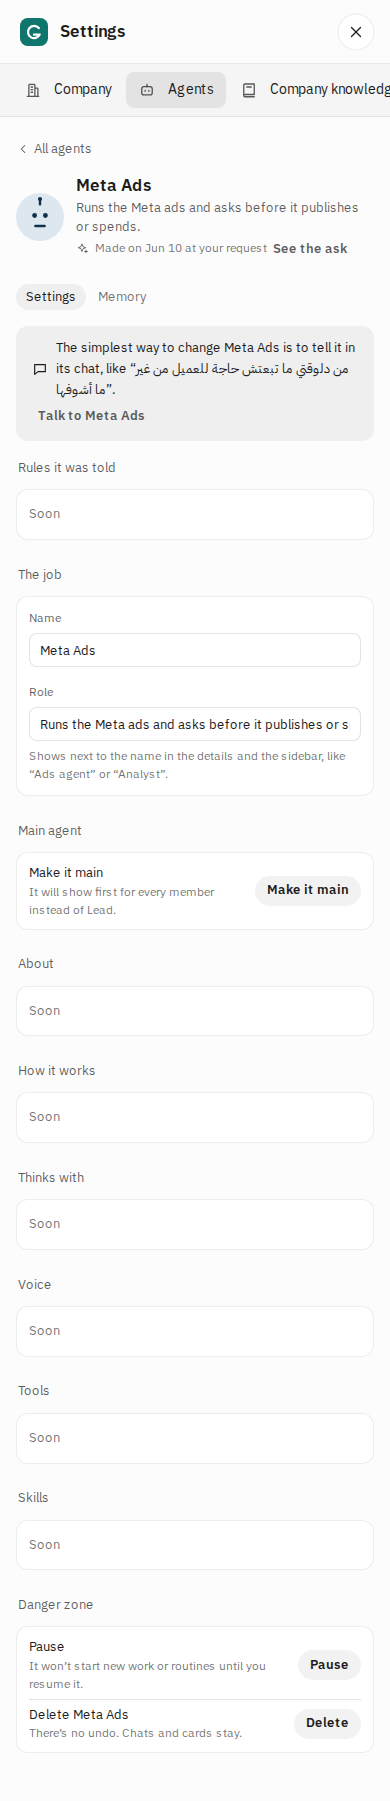 Settings
Company
Agents
Company knowledg
All agents
Meta Ads
Runs the Meta ads and asks before it publishes
or spends.
Made on Jun 10 at your request See the ask
Settings
Memory
The simplest way to change Meta Ads is to tell it in
its chat, like “من دلوقتي ما تبعتش حاجة للعميل من غير
ما أشوفها”.
Talk to Meta Ads
Rules it was told
Soon
The job
Name
Meta Ads
Role
Runs the Meta ads and asks before it publishes or s
Shows next to the name in the details and the sidebar, like
“Ads agent” or “Analyst”.
Main agent
Make it main
It will show first for every member
instead of Lead.
Make it main
About
Soon
How it works
Soon
Thinks with
Soon
Voice
Soon
Tools
Soon
Skills
Soon
Danger zone
Pause
It won’t start new work or routines until you
resume it.
Pause
Delete Meta Ads
There’s no undo. Chats and cards stay.
Delete